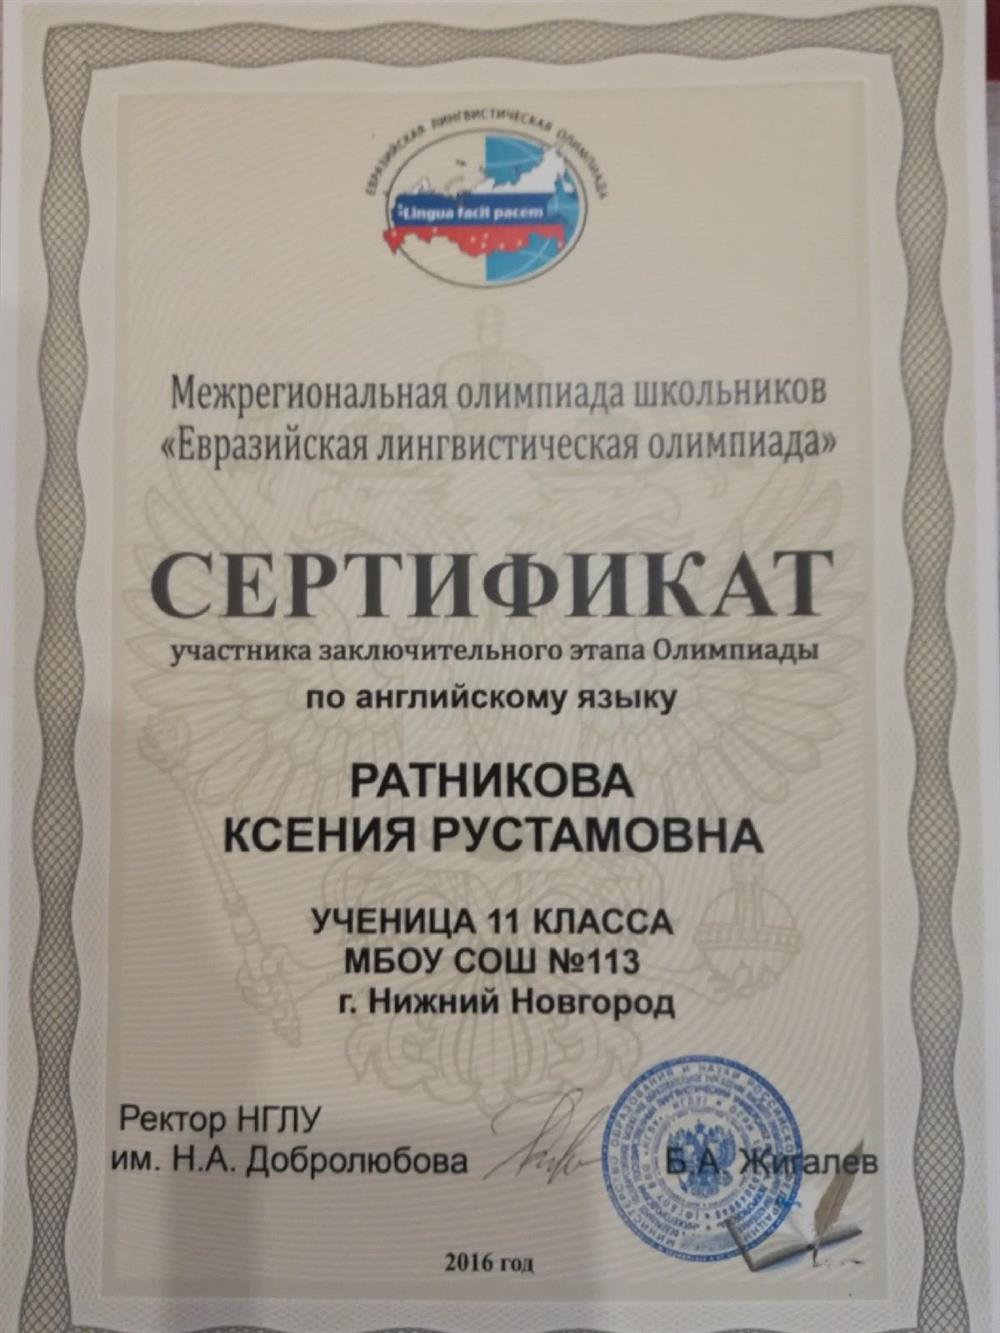 ЕВРАЗИЙСКАЯ ЛИНГВИСТИЧЕСКАЯ ОЛИМПИАДА
Lingua facit pacem
Межрегиональная олимпиада школьников
«Евразийская лингвистическая олимпиада»
СЕРТИФИКАТ
участника заключительного этапа Олимпиады
по английскому языку
РАТНИКОВА
КСЕНИЯ РУСТАМОВНА
УЧЕНИЦА 11 КЛАССА
МБОУ СОШ №113
г. Нижний Новгород
Ректор НГЛУ
им. Н.А. Добролюбова
Б.А. Жигалев
2016 год